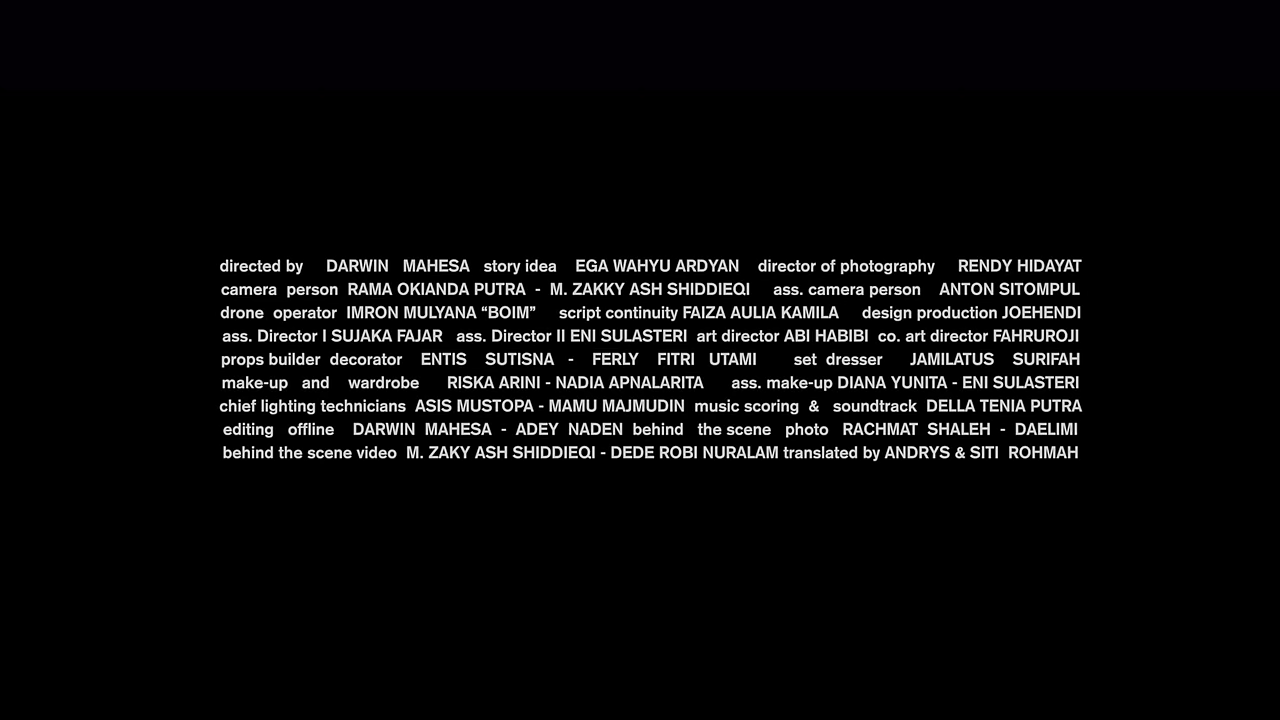 directed by DARWIN MAHESA story idea EGA WAHYU ARDYAN director of photography RENDY HIDAYAT
camera person RAMA OKIANDA PUTRA - M. ZAKKY ASH SHIDDIEQI ass. camera person ANTON SITOMPUL
drone operator IMRON MULYANA “BOIM” script continuity FAIZA AULIA KAMILA design production JOEHENDI
ass. Director I SUJAKA FAJAR ass. Director II ENI SULASTERI art director ABI HABIBI co. art director FAHRUROJI
props builder decorator ENTIS SUTISNA - FERLY FITRI UTAMI set dresser JAMILATUS SURIFAH
make-up and wardrobe RISKA ARINI - NADIA APNALARITA ass. make-up DIANA YUNITA - ENI SULASTERI
chief lighting technicians ASIS MUSTOPA - MAMU MAJMUDIN music scoring & soundtrack DELLA TENIA PUTRA
editing offline DARWIN MAHESA - ADEY NADEN behind the scene photo RACHMAT SHALEH - DAELIMI
behind the scene video M. ZAKY ASH SHIDDIEQI - DEDE ROBI NURALAM translated by ANDRYS & SITI ROHMAH